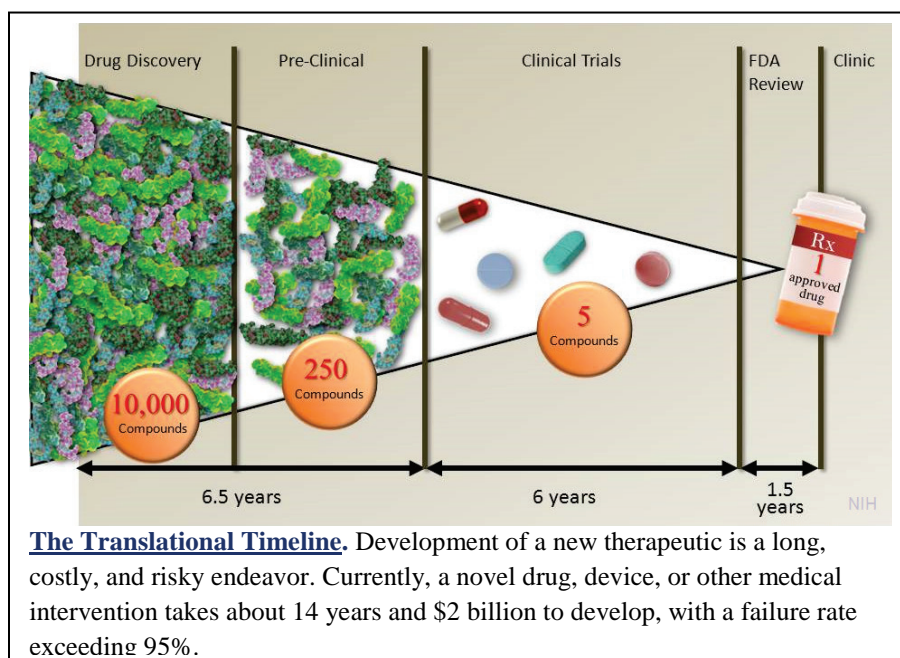 Drug Discovery
Pre-Clinical
Clinical Trials
FDA
Review
Clinic
Rx
1
approved
drug
5
Compounds
250
Compounds
10,000
Compounds
6.5 years
6 years
1.5
years
NIH
The Translational Timeline. Development of a new therapeutic is a long,
costly, and risky endeavor. Currently, a novel drug, device, or other medical
intervention takes about 14 years and $2 billion to develop, with a failure rate
exceeding 95%.